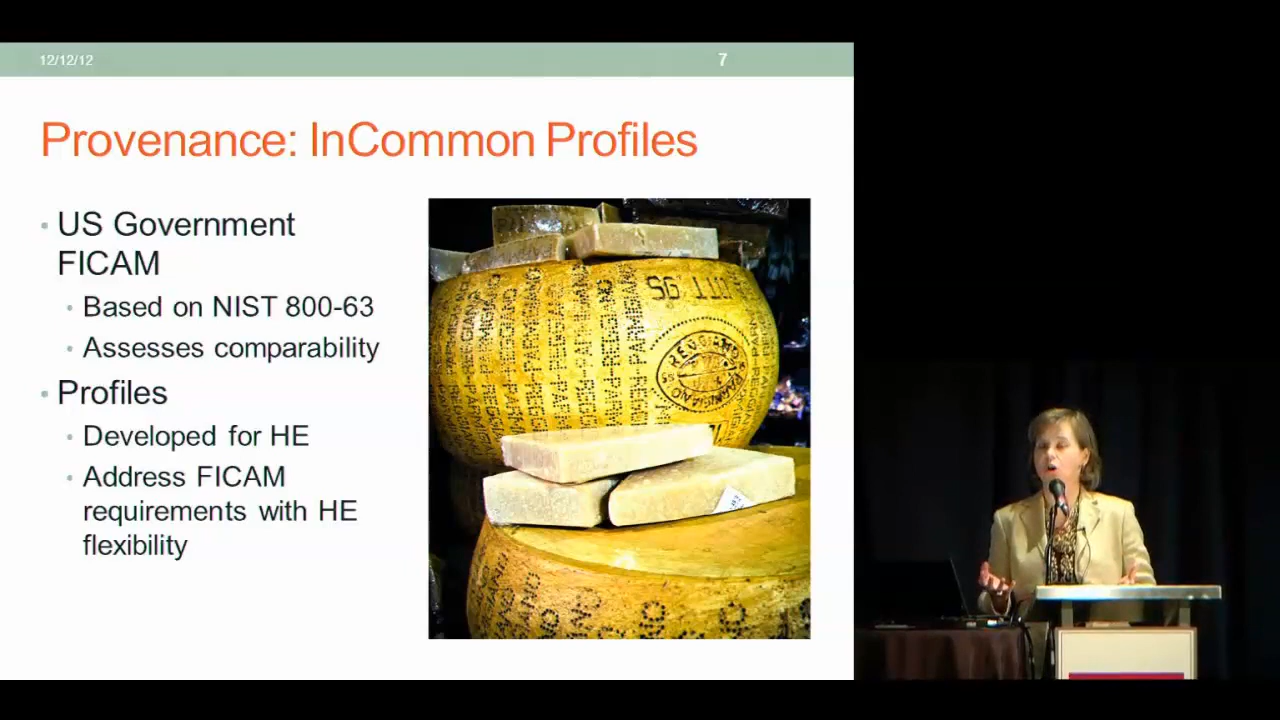 12/12/12
7
Provenance: InCommon Profiles
US Government
FICAM
Based on NIST 800-63
Assesses comparability
Profiles
Developed for HE
Address FICAM
requirements with HE
flexibility
REGGIANO